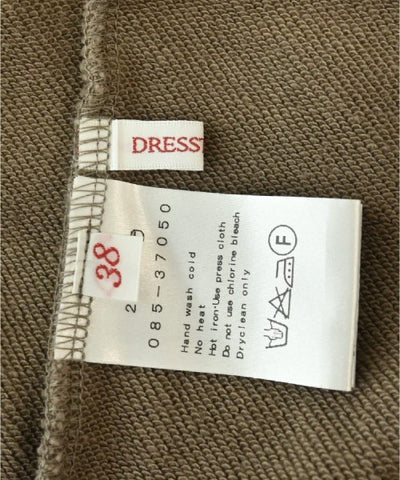 DRESST
38
2
085-37050
Hand wash cold
No heat
Hot iron-Use press cloth
Do not use chlorine bleach
Dryclean only
F